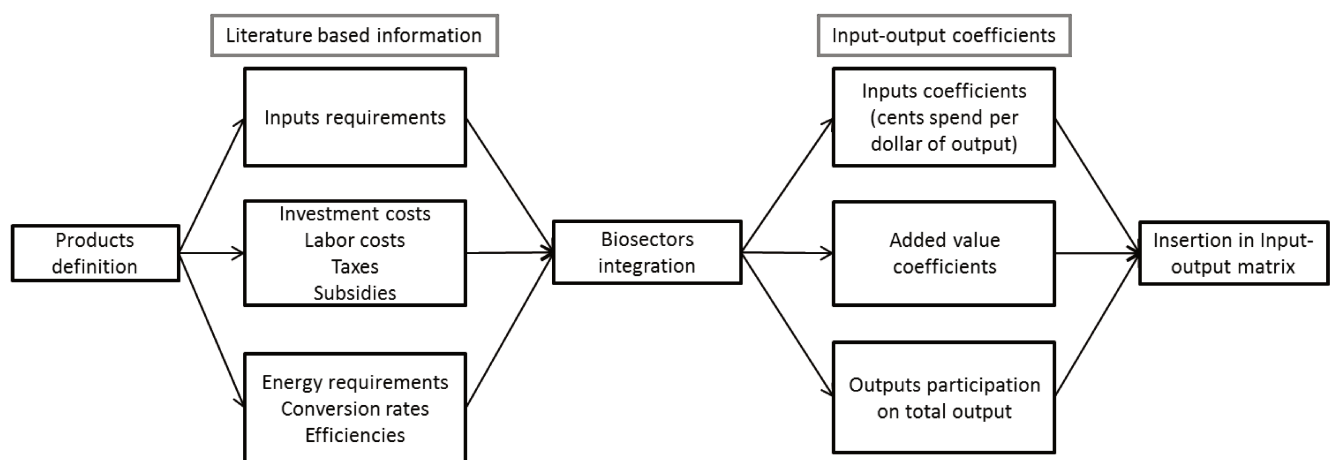 Literature based information
Input-output coefficients
Inputs requirements
Inputs coefficients
(cents spend per
dollar of output)
Products
definition
Investment costs
Labor costs
Taxes
Subsidies
Biosectors
integration
Added value
coefficients
Insertion in Input-
output matrix
Energy requirements
Conversion rates
Efficiencies
Outputs participation
on total output